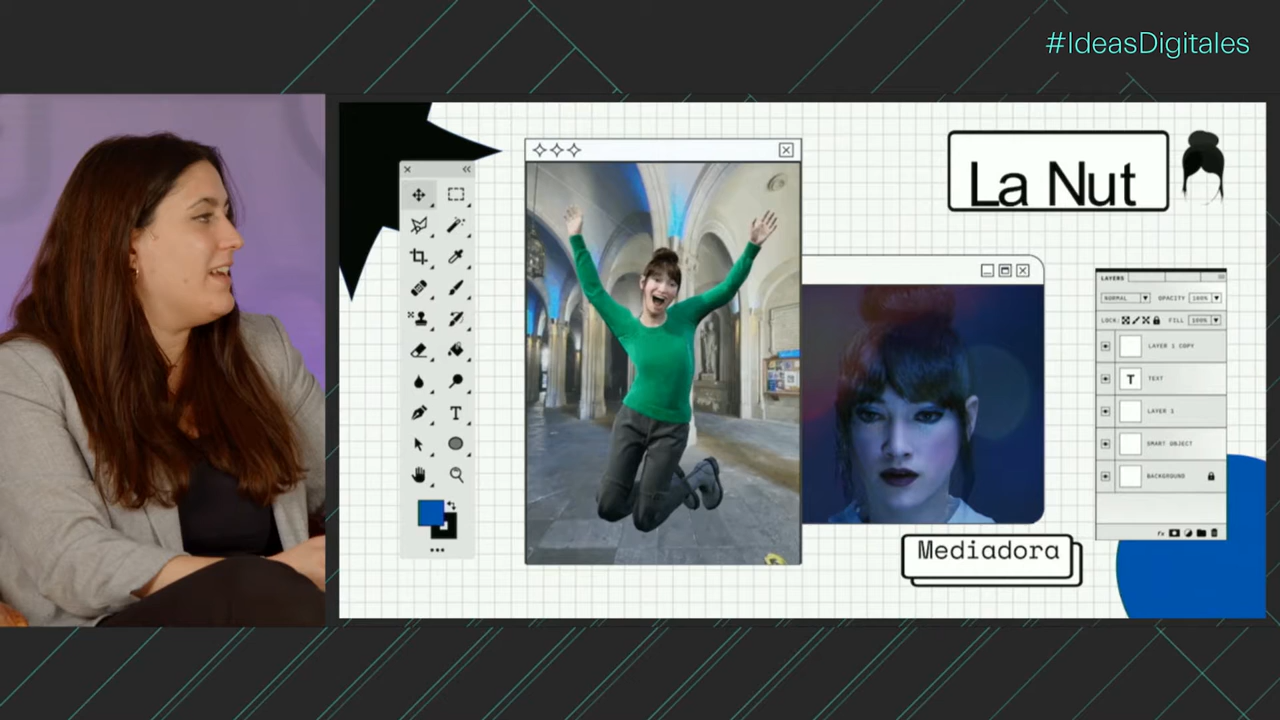 #IdeasDigitales
La Nut
LAYERS
NORMAL OPACITY 100%
LOCK: FILL 100%
LAYER 1 COPY
T TEXT
LAYER 1
SMART OBJECT
BACKGROUND
fx
T
Mediadora